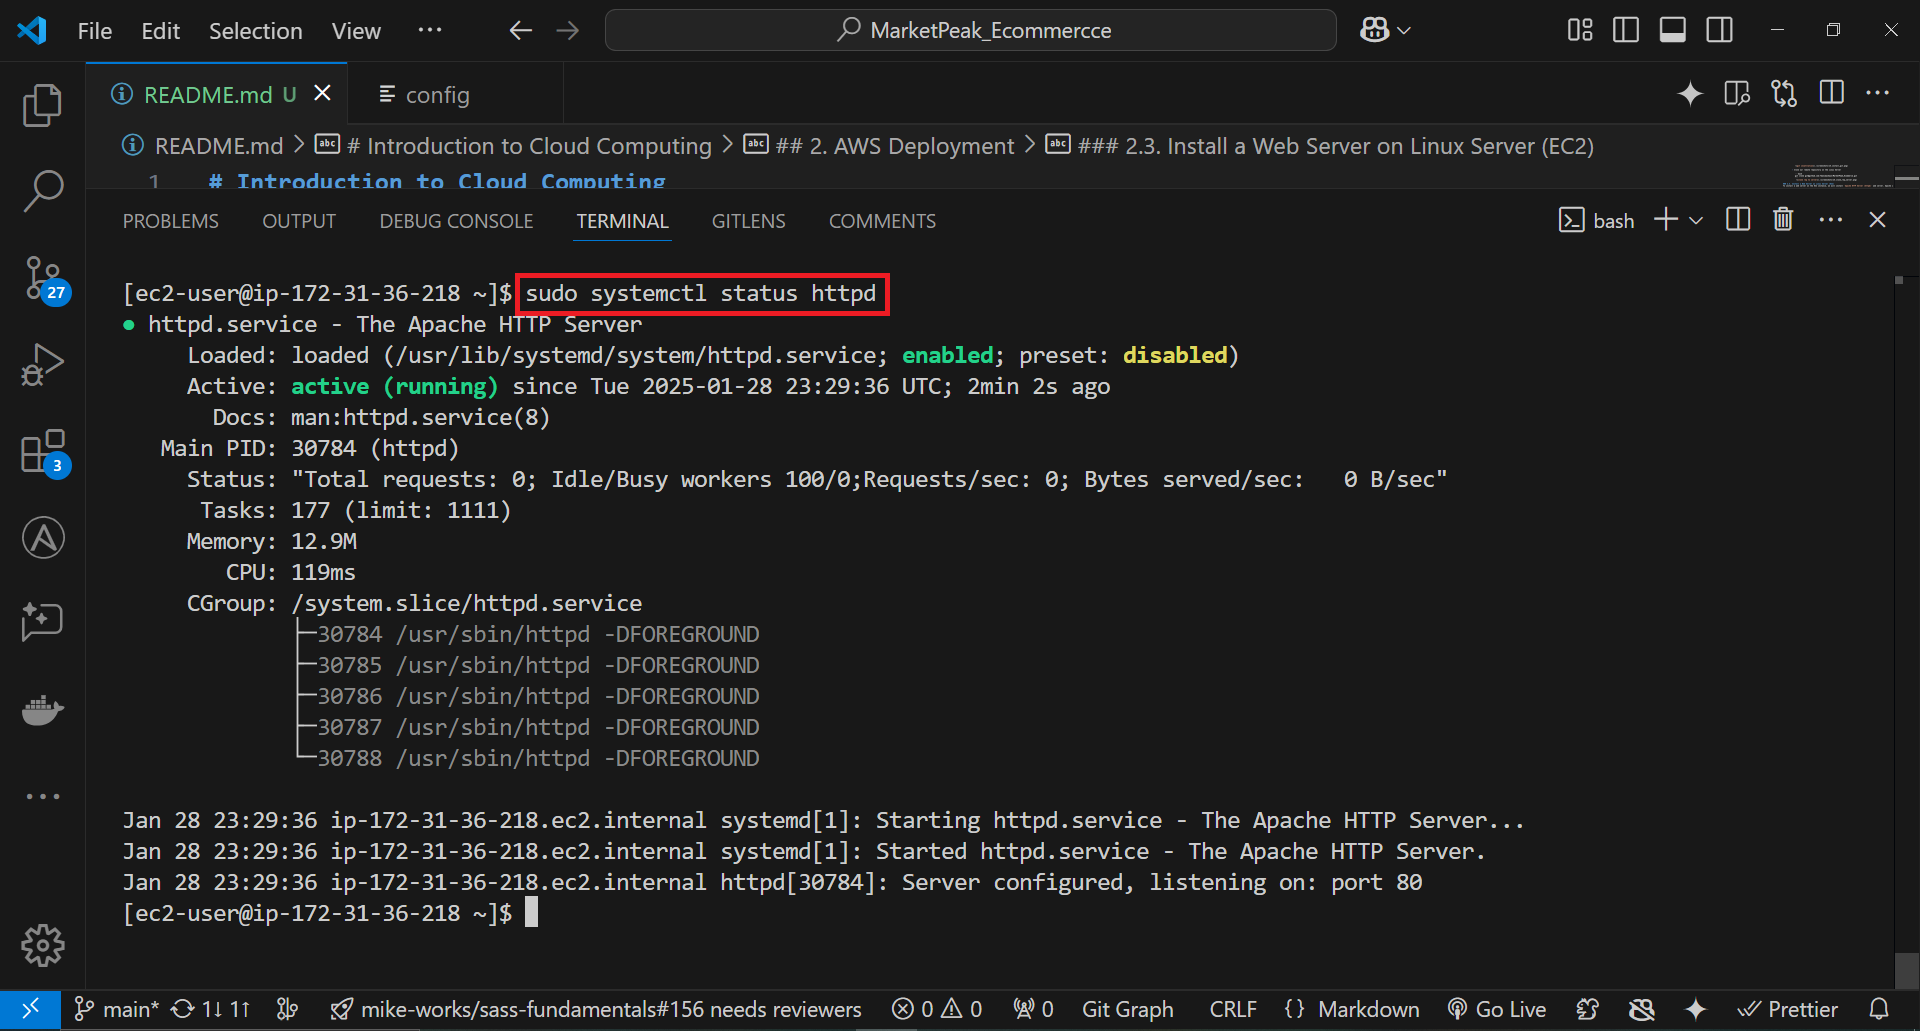 File Edit Selection View ··· MarketPeak_Ecommercce
README.md U config
README.md > # Introduction to Cloud Computing > ## 2. AWS Deployment > ### 2.3. Install a Web Server on Linux Server (EC2)
1 # Introduction to Cloud Computing
PROBLEMS OUTPUT DEBUG CONSOLE TERMINAL GITLENS COMMENTS bash
[ec2-user@ip-172-31-36-218 ~]$ sudo systemctl status httpd
● httpd.service - The Apache HTTP Server
Loaded: loaded (/usr/lib/systemd/system/httpd.service; enabled; preset: disabled)
Active: active (running) since Tue 2025-01-28 23:29:36 UTC; 2min 2s ago
Docs: man:httpd.service(8)
Main PID: 30784 (httpd)
Status: "Total requests: 0; Idle/Busy workers 100/0;Requests/sec: 0; Bytes served/sec:   0 B/sec"
Tasks: 177 (limit: 1111)
Memory: 12.9M
CPU: 119ms
CGroup: /system.slice/httpd.service
├─30784 /usr/sbin/httpd -DFOREGROUND
├─30785 /usr/sbin/httpd -DFOREGROUND
├─30786 /usr/sbin/httpd -DFOREGROUND
├─30787 /usr/sbin/httpd -DFOREGROUND
└─30788 /usr/sbin/httpd -DFOREGROUND
27
3
Jan 28 23:29:36 ip-172-31-36-218.ec2.internal systemd[1]: Starting httpd.service - The Apache HTTP Server...
Jan 28 23:29:36 ip-172-31-36-218.ec2.internal systemd[1]: Started httpd.service - The Apache HTTP Server.
Jan 28 23:29:36 ip-172-31-36-218.ec2.internal httpd[30784]: Server configured, listening on: port 80
[ec2-user@ip-172-31-36-218 ~]$
main* 1↓ 1↑ mike-works/sass-fundamentals#156 needs reviewers 0 0 0 Git Graph CRLF {} Markdown Go Live Prettier